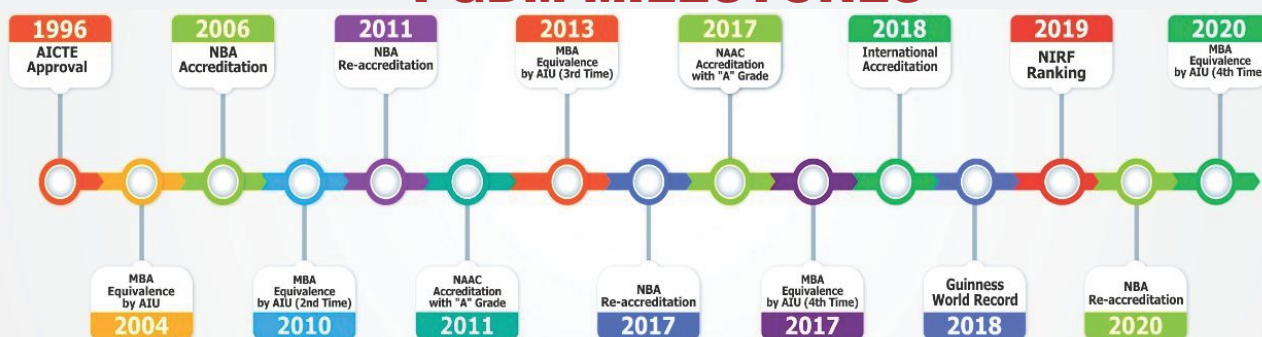 PGDM MILESTONES
1996
AICTE
Approval
MBA
Equivalence
by AIU
2004
2006
NBA
Accreditation
MBA
Equivalence
by AIU (2nd Time)
2010
2011
NBA
Re-accreditation
NAAC
Accreditation
with "A" Grade
2011
2013
MBA
Equivalence
by AIU (3rd Time)
NBA
Re-accreditation
2017
2017
NAAC
Accreditation
with "A" Grade
MBA
Equivalence
by AIU (4th Time)
2017
2018
International
Accreditation
Guinness
World Record
2018
2019
NIRF
Ranking
NBA
Re-accreditation
2020
2020
MBA
Equivalence
by AIU (4th Time